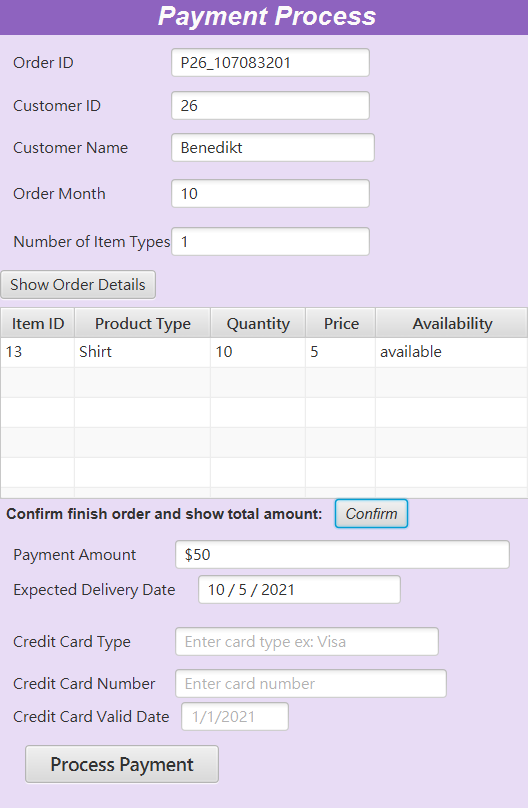 Payment Process
Order ID P26_107083201
Customer ID 26
Customer Name Benedikt
Order Month 10
Number of Item Types 1
Show Order Details
Item ID Product Type Quantity Price Availability
13 Shirt 10 5 available
Confirm finish order and show total amount: Confirm
Payment Amount $50
Expected Delivery Date 10 / 5 / 2021
Credit Card Type Enter card type ex: Visa
Credit Card Number Enter card number
Credit Card Valid Date 1/1/2021
Process Payment